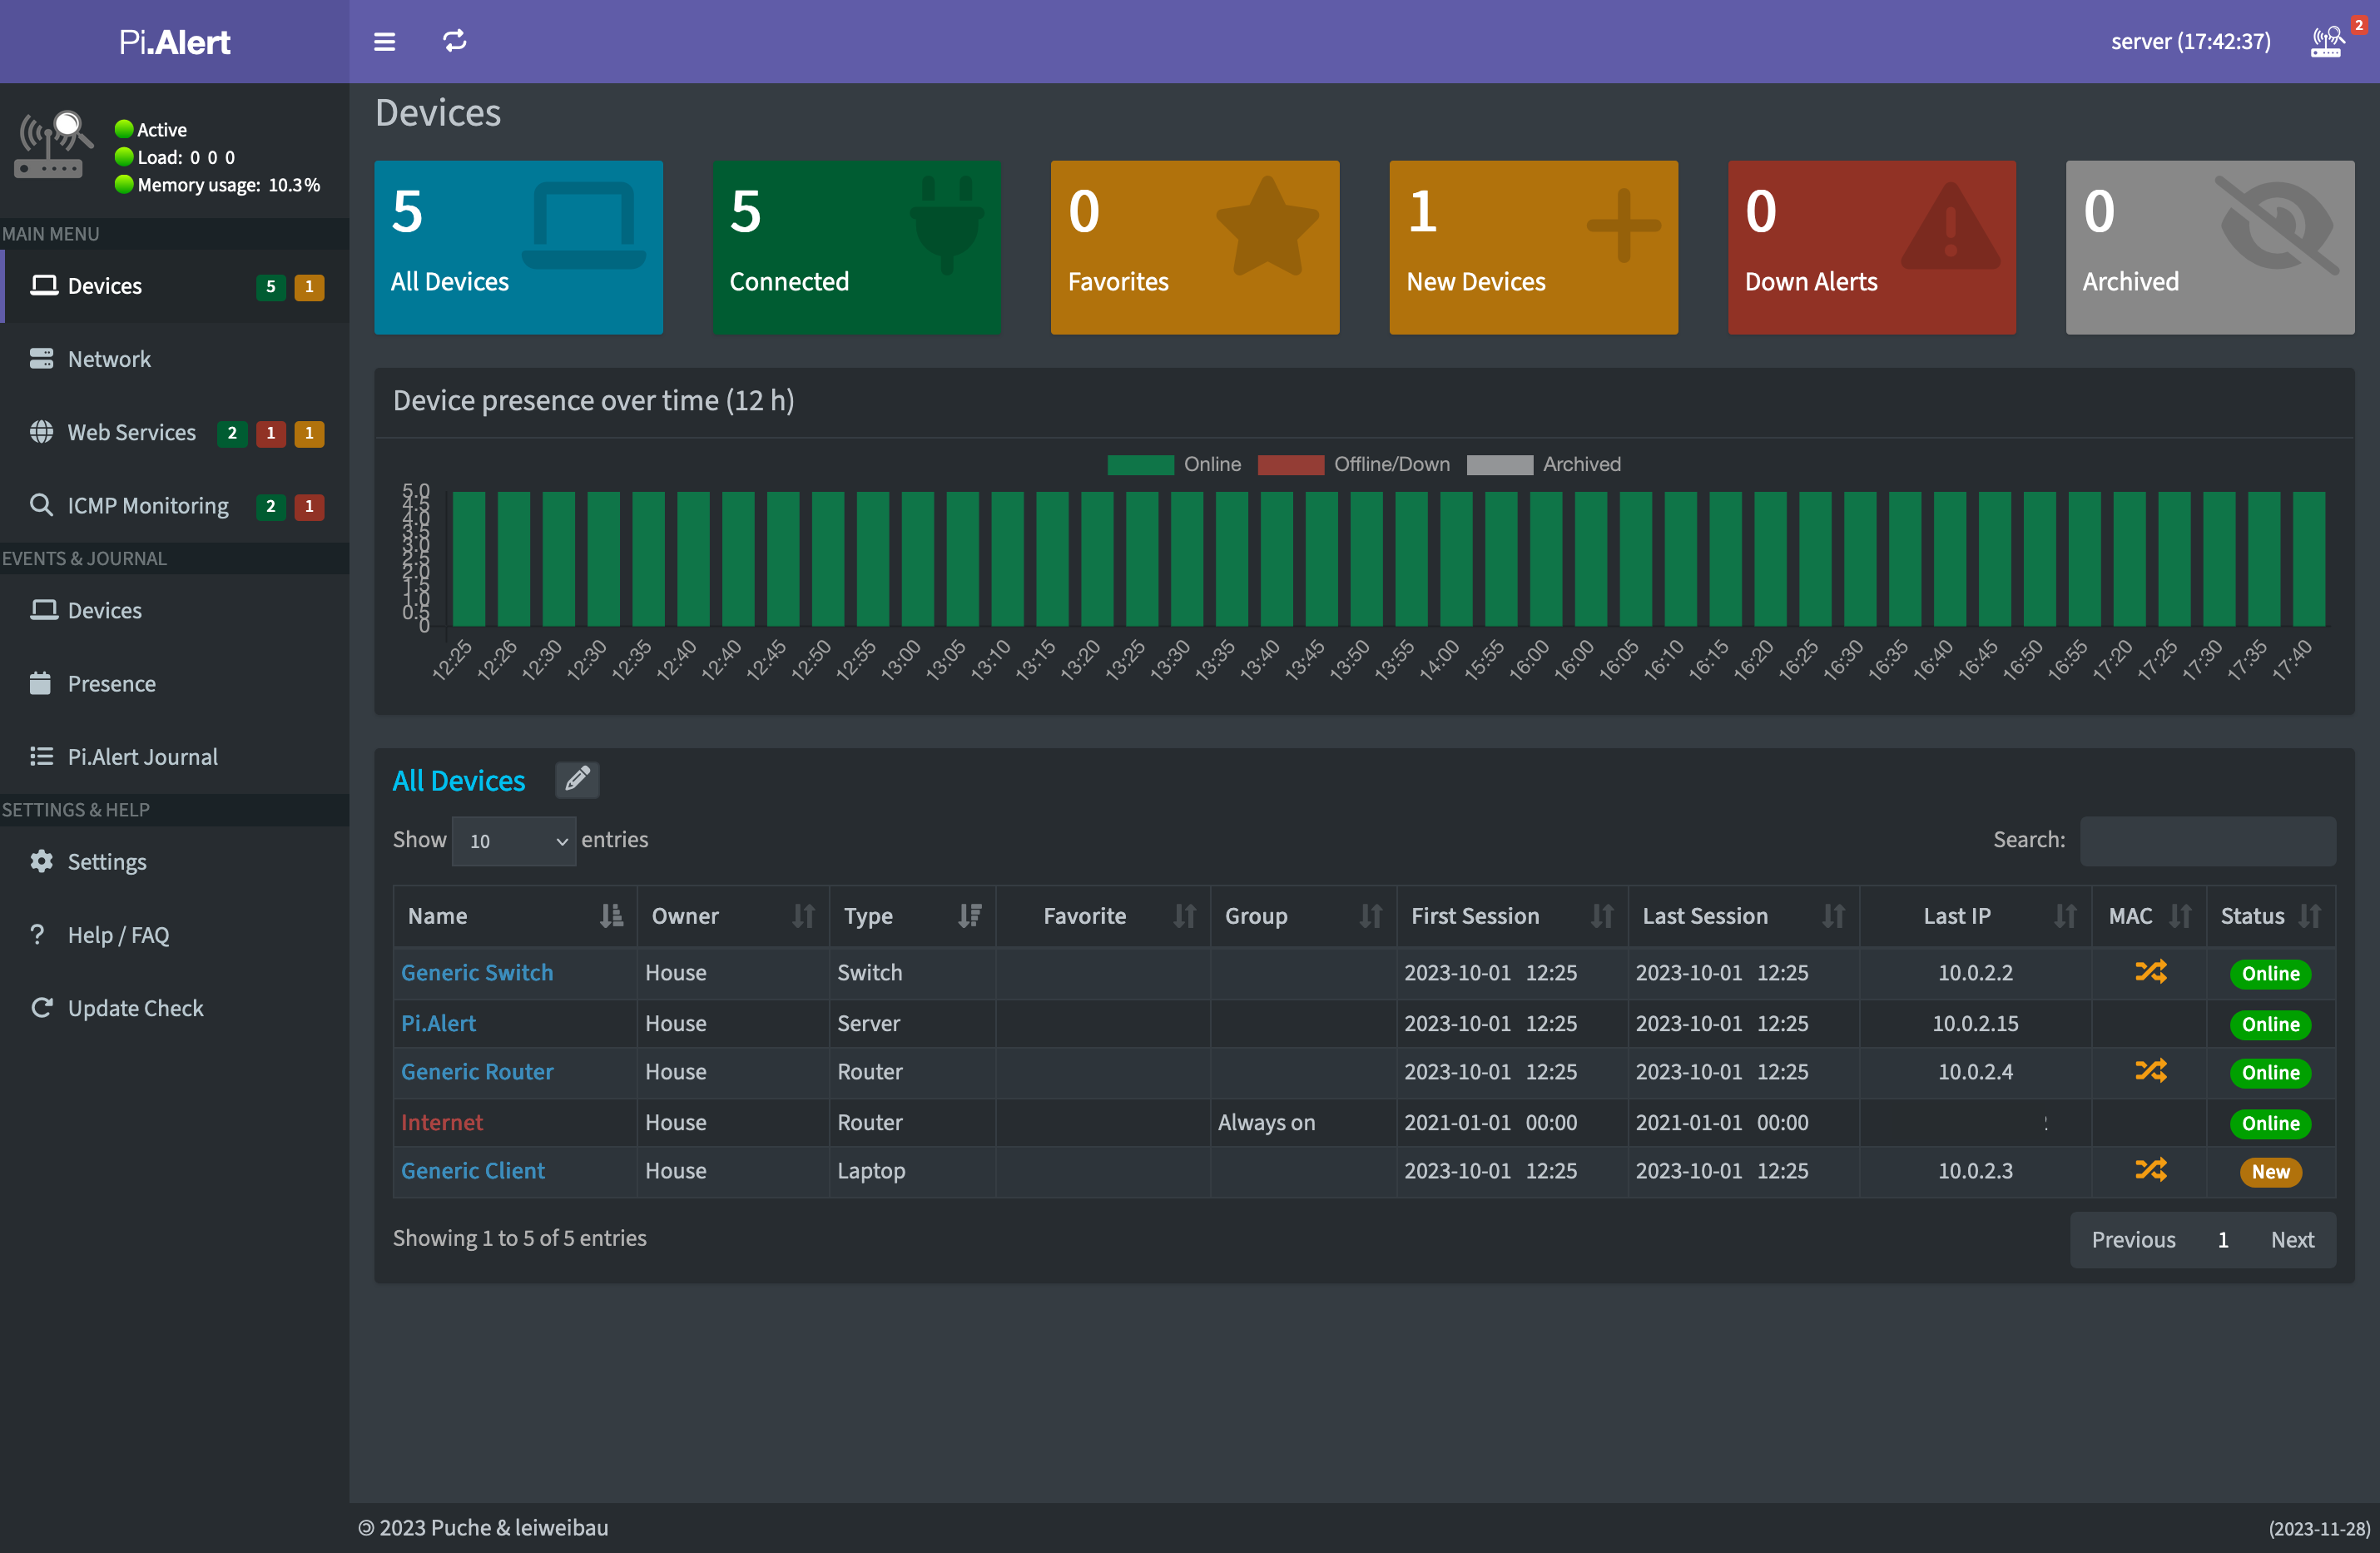 Pi.Alert
server (17:42:37)
2
Active
Load: 0 0 0
Memory usage: 10.3%
MAIN MENU
Devices 5 1
Network
Web Services 2 1 1
ICMP Monitoring 2 1
EVENTS & JOURNAL
Devices
Presence
Pi.Alert Journal
SETTINGS & HELP
Settings
? Help / FAQ
Update Check
Devices
5
All Devices
5
Connected
0
Favorites
1
New Devices
0
Down Alerts
0
Archived
Device presence over time (12 h)
Online Offline/Down Archived
5.0
4.5
4.0
3.5
3.0
2.5
2.0
1.5
1.0
0.5
0
12:25 12:26 12:30 12:30 12:35 12:40 12:40 12:45 12:50 12:55 13:00 13:05 13:10 13:15 13:20 13:25 13:30 13:35 13:40 13:45 13:50 13:55 14:00 15:55 16:00 16:00 16:05 16:10 16:15 16:20 16:25 16:30 16:35 16:40 16:45 16:50 16:55 17:20 17:25 17:30 17:35 17:40
All Devices
Show 10 entries
Search:
Name Owner Type Favorite Group First Session Last Session Last IP MAC Status
Generic Switch House Switch 2023-10-01 12:25 2023-10-01 12:25 10.0.2.2 Online
Pi.Alert House Server 2023-10-01 12:25 2023-10-01 12:25 10.0.2.15 Online
Generic Router House Router 2023-10-01 12:25 2023-10-01 12:25 10.0.2.4 Online
Internet House Router Always on 2021-01-01 00:00 2021-01-01 00:00 Online
Generic Client House Laptop 2023-10-01 12:25 2023-10-01 12:25 10.0.2.3 New
Showing 1 to 5 of 5 entries
Previous 1 Next
🄯 2023 Puche & leiweibau
(2023-11-28)